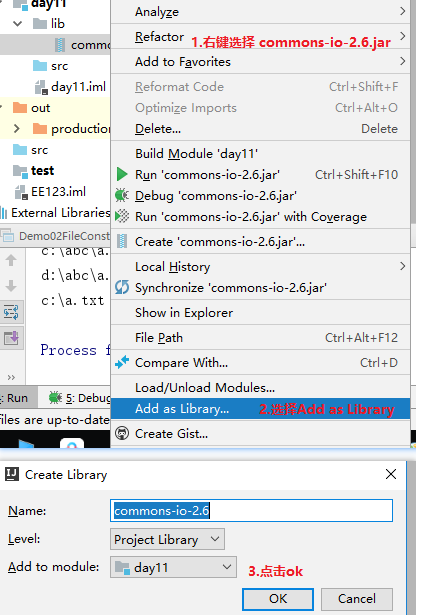 day11
lib
commo
src
day11.iml
out
production
src
test
EE123.iml
External Libraries
Demo02FileConst
c:\abc\a.
d:\abc\a.
c:\a.txt
Process f
: Run
5: Debug
files are up-to-date
Analyze
Refactor
1.右键选择 commons-io-2.6.jar
Add to Favorites
Reformat Code Ctrl+Shift+F
Optimize Imports Ctrl+Alt+O
Delete... Delete
Build Module 'day11'
Run 'commons-io-2.6.jar' Ctrl+Shift+F10
Debug 'commons-io-2.6.jar'
Run 'commons-io-2.6.jar' with Coverage
Create 'commons-io-2.6.jar'...
Local History
Synchronize 'commons-io-2.6.jar'
Show in Explorer
File Path Ctrl+Alt+F12
Compare With... Ctrl+D
Load/Unload Modules...
Add as Library... 2.选择Add as Library
Create Gist...
Create Library
Name: commons-io-2.6
Level: Project Library
Add to module: day11
3.点击ok
OK Cancel